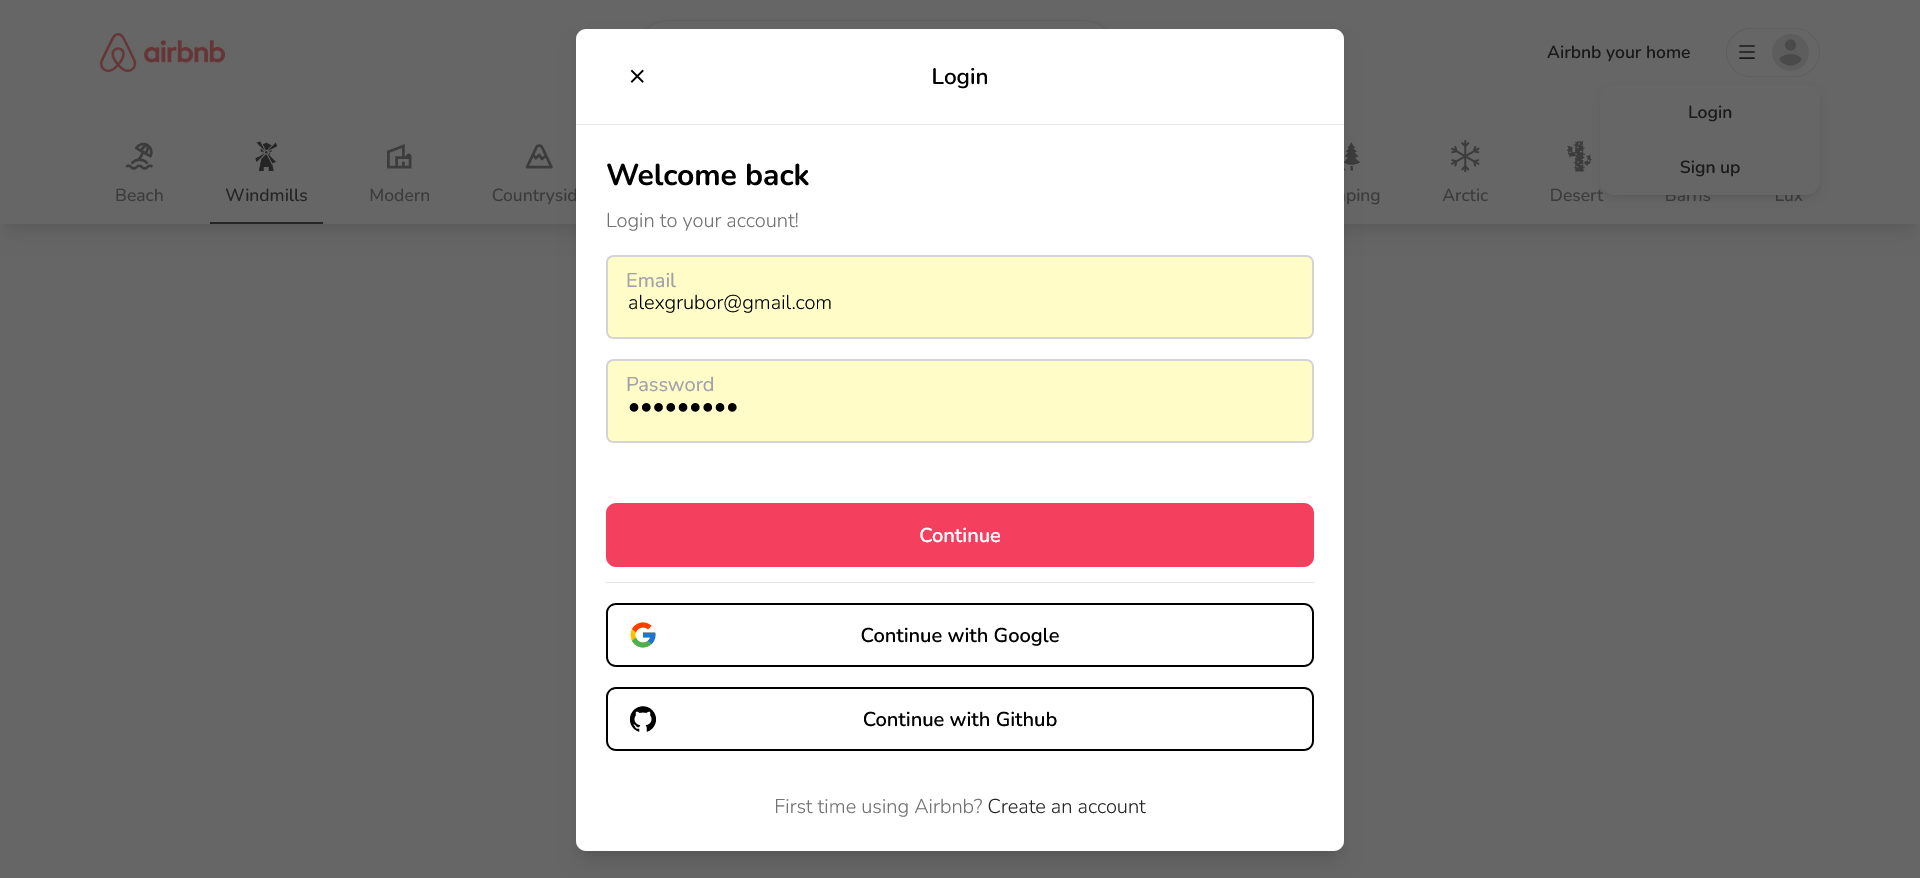 airbnb
Airbnb your home
Login
Sign up
Beach
Windmills
Modern
Countrysid
ping
Arctic
Desert
Barns
Lux
Login
Welcome back
Login to your account!
Email
alexgrubor@gmail.com
Password
Continue
Continue with Google
Continue with Github
First time using Airbnb? Create an account